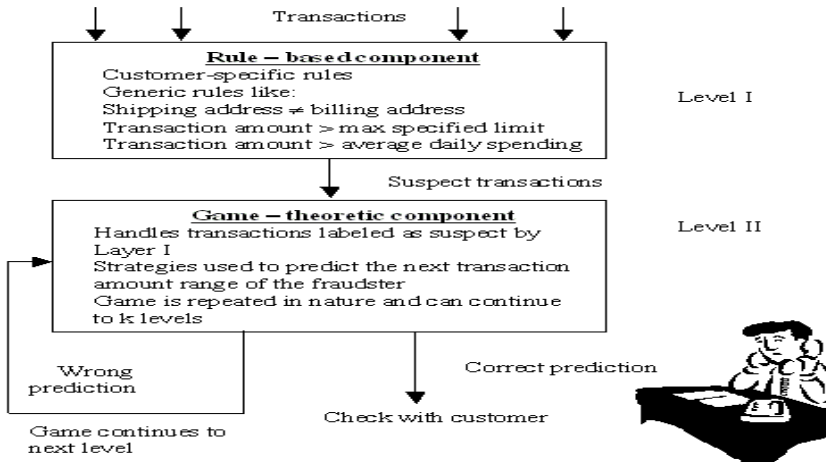 Transactions
Rule – based component
Customer-specific rules
Generic rules like:
Shipping address ≠ billing address
Transaction amount > max specified limit
Transaction amount > average daily spending
Level I
Suspect transactions
Game – theoretic component
Handles transactions labeled as suspect by
Layer I
Strategies used to predict the next transaction
amount range of the fraudster
Game is repeated in nature and can continue
to k levels
Level II
Wrong
prediction
Correct prediction
Check with customer
Game continues to
next level